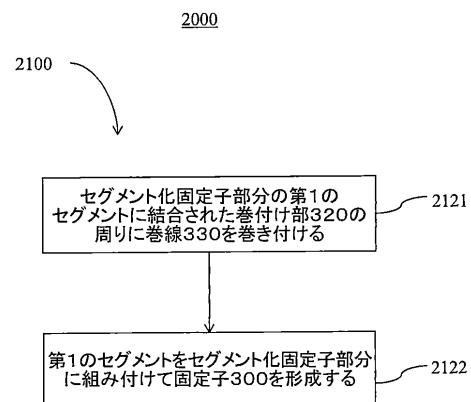 2000
2100
セグメント化固定子部分の第1の
セグメントに結合された巻付け部320の
周りに巻線330を巻き付ける
2121
第1のセグメントをセグメント化固定子部分
に組み付けて固定子300を形成する
2122